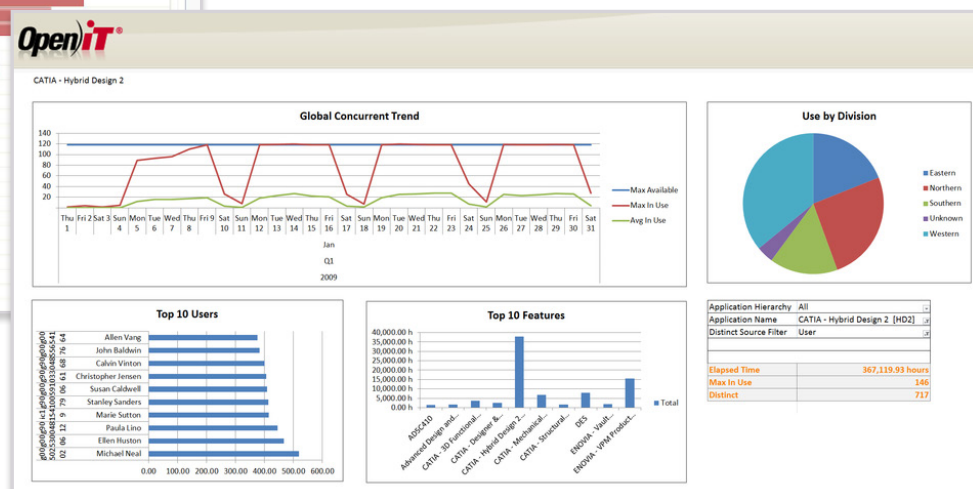 Open iT®
CATIA - Hybrid Design 2
Global Concurrent Trend
140
120
100
80
60
40
20
Thu Fri 2 Sat 3 Sun Mon Tue Wed Thu Fri 9 Sat Sun Mon Tue Wed Thu Fri Sat Sun Mon Tue Wed Thu Fri Sat Sun Mon Tue Wed Thu Fri Sat
1 4 5 6 7 8 10 11 12 13 14 15 16 17 18 19 20 21 22 23 24 25 26 27 28 29 30 31
Jan
Q1
2009
Max Available
Max In Use
Avg In Use
Use by Division
Eastern
Northern
Southern
Unknown
Western
Top 10 Users
Allen Vang
John Baldwin
Calvin Vinton
Christopher Jensen
Susan Caldwell
Stanley Sanders
Marie Sutton
Paula Lino
Ellen Huston
Michael Neal
0.00 100.00 200.00 300.00 400.00 500.00 600.00
Top 10 Features
40,000.00 h
35,000.00 h
30,000.00 h
25,000.00 h
20,000.00 h
15,000.00 h
10,000.00 h
5,000.00 h
0.00 h
ADSC410
Advanced Design and...
CATIA - 3D Functional...
CATIA - Designer &...
CATIA - Hybrid Design 2...
CATIA - Mechanical...
CATIA - Structural...
DES
ENOVIA - Vault...
ENOVIA - VPM Product...
Total
Application Hierarchy All
Application Name CATIA - Hybrid Design 2 [HD2]
Distinct Source Filter User
Elapsed Time 367,119.93 hours
Max In Use 146
Distinct 717